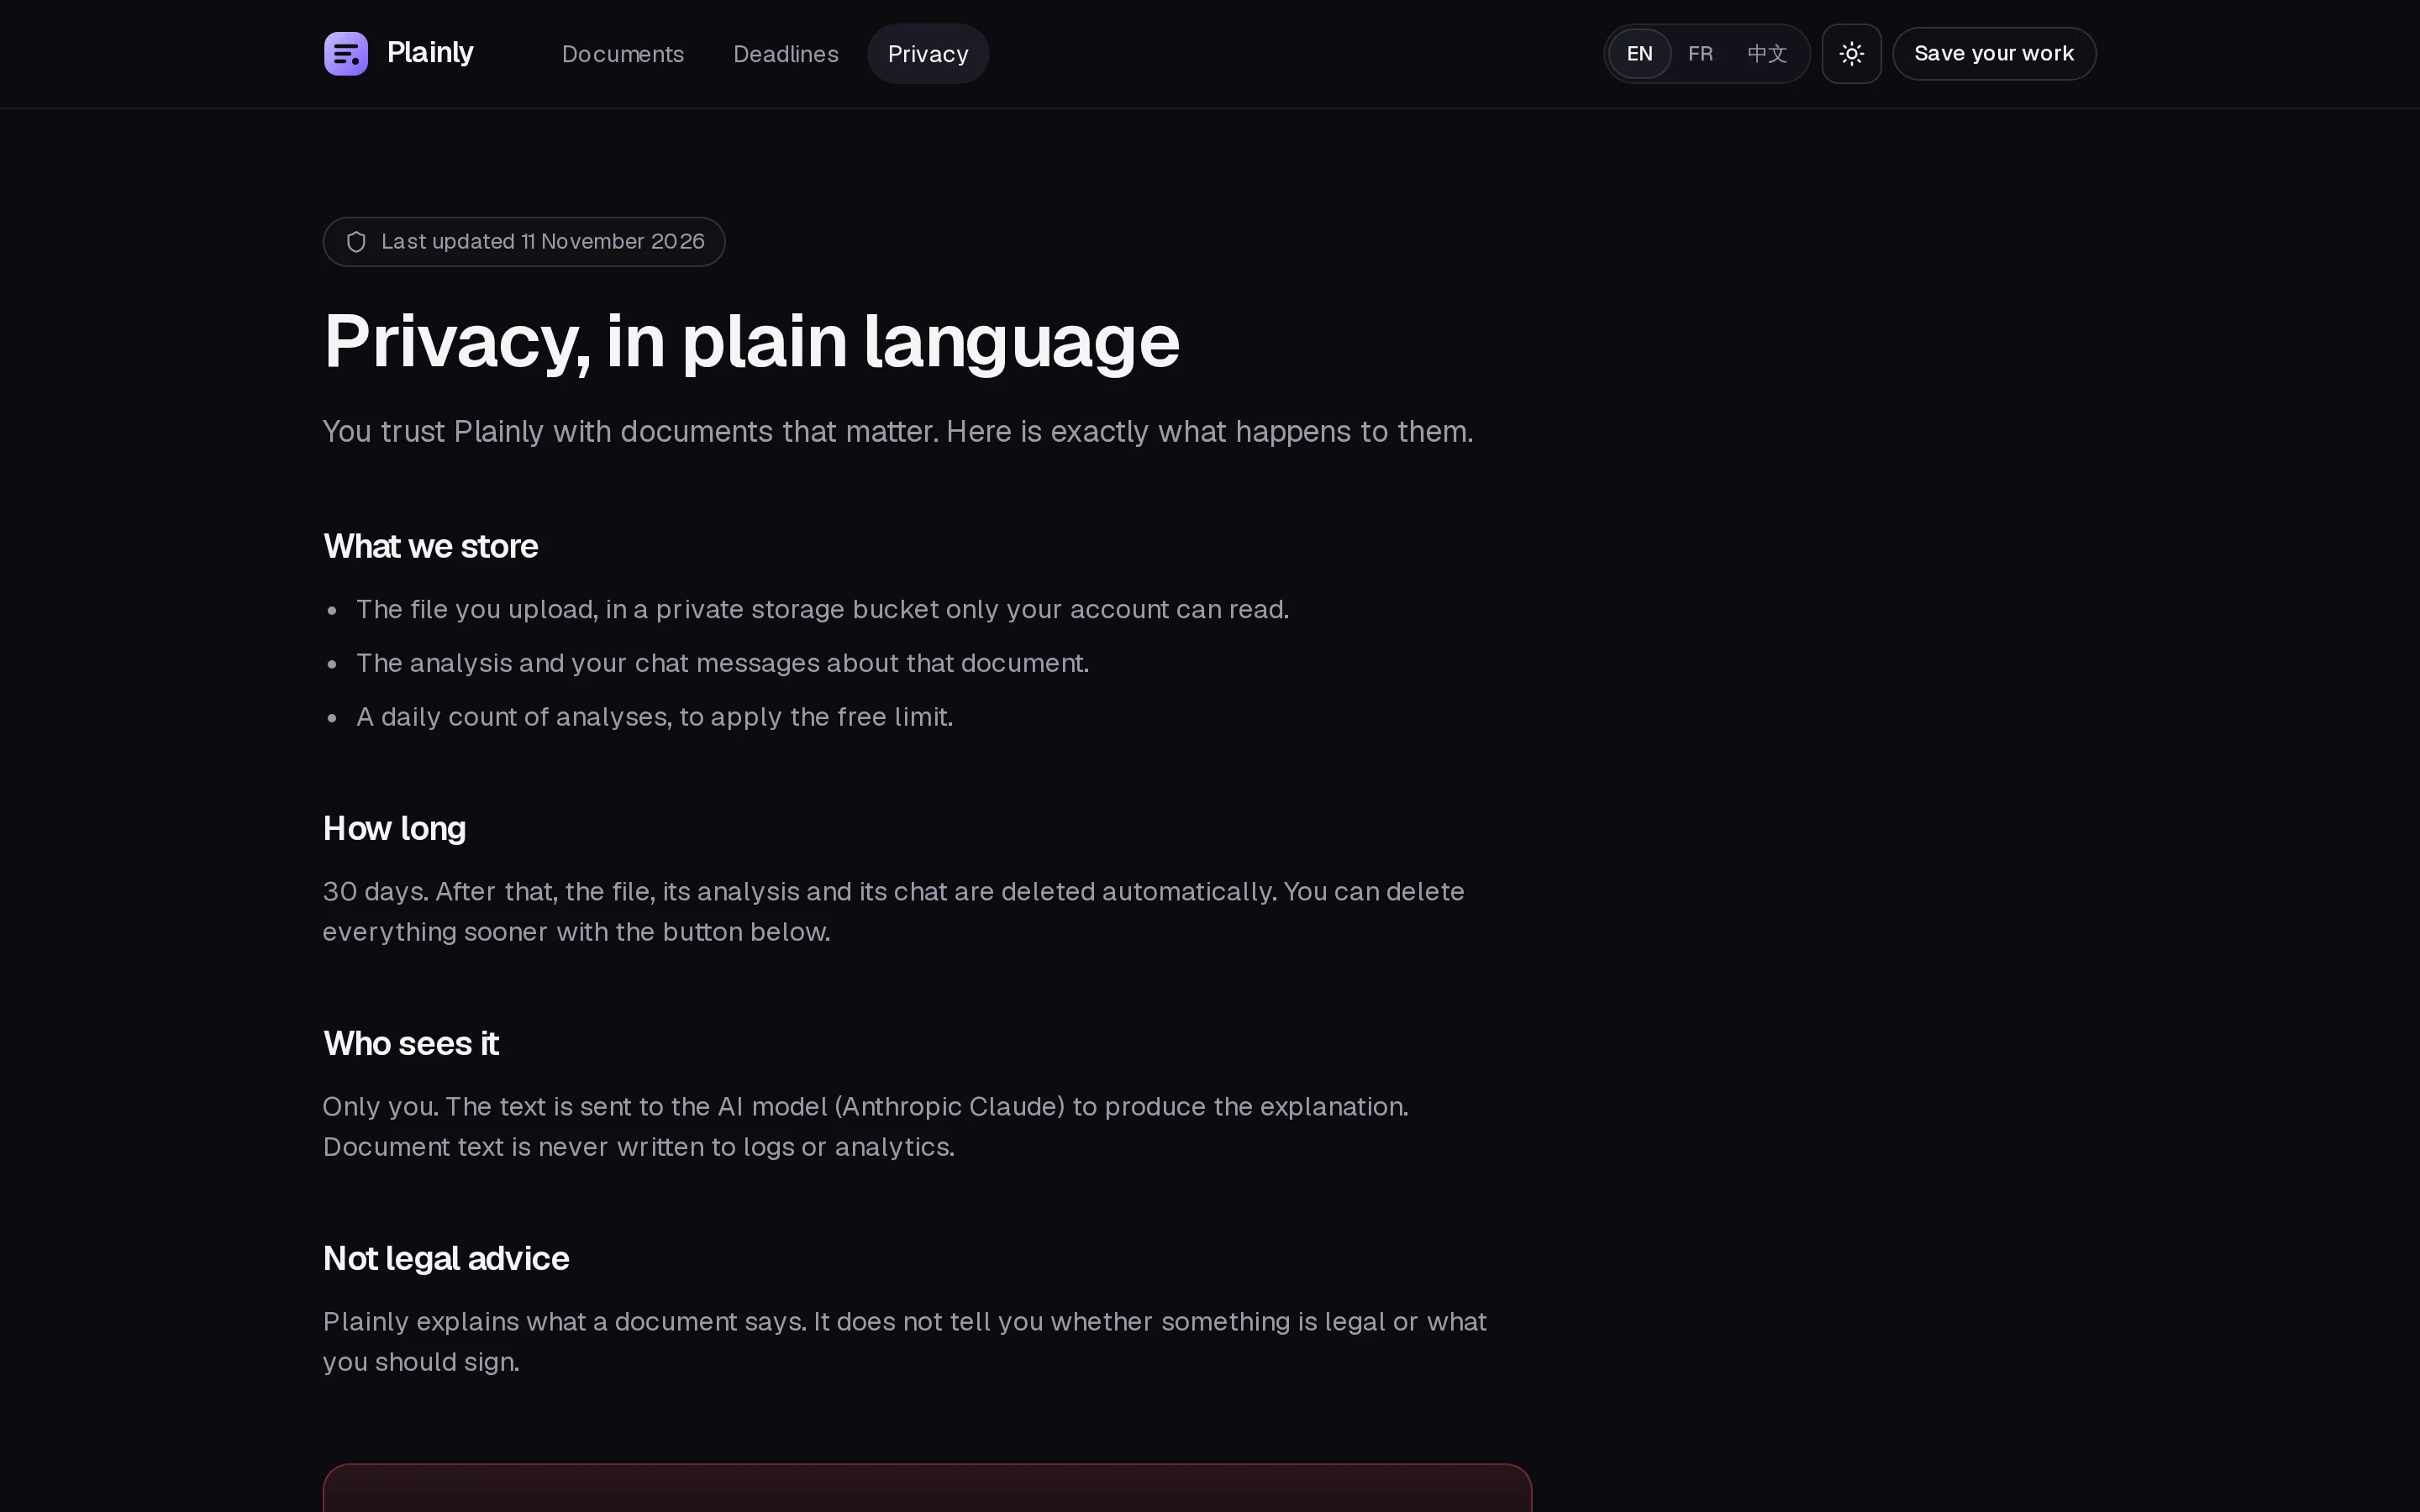 Plainly
Documents
Deadlines
Privacy
EN
FR
中文
Save your work
Last updated 11 November 2026
Privacy, in plain language
You trust Plainly with documents that matter. Here is exactly what happens to them.
What we store
• The file you upload, in a private storage bucket only your account can read.
• The analysis and your chat messages about that document.
• A daily count of analyses, to apply the free limit.
How long
30 days. After that, the file, its analysis and its chat are deleted automatically. You can delete
everything sooner with the button below.
Who sees it
Only you. The text is sent to the AI model (Anthropic Claude) to produce the explanation.
Document text is never written to logs or analytics.
Not legal advice
Plainly explains what a document says. It does not tell you whether something is legal or what
you should sign.